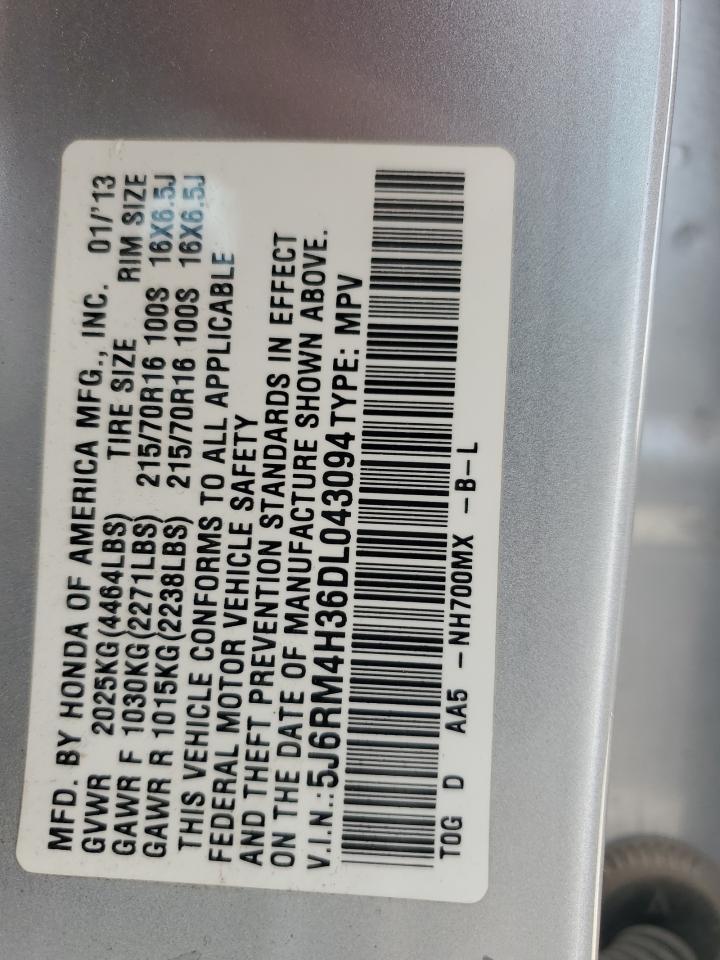 MFD. BY HONDA OF AMERICA MFG., INC. 01/'13
GVWR 2025KG(4464LBS) TIRE SIZE RIM SIZE
GAWR F 1030KG(2271LBS) 215/70R16 100S 16X6.5J
GAWR R 1015KG(2238LBS) 215/70R16 100S 16X6.5J
THIS VEHICLE CONFORMS TO ALL APPLICABLE
FEDERAL MOTOR VEHICLE SAFETY
AND THEFT PREVENTION STANDARDS IN EFFECT
ON THE DATE OF MANUFACTURE SHOWN ABOVE.
V.I.N.:5J6RM4H36DL043094 TYPE: MPV
TOG D AA5 -NH700MX -B-L